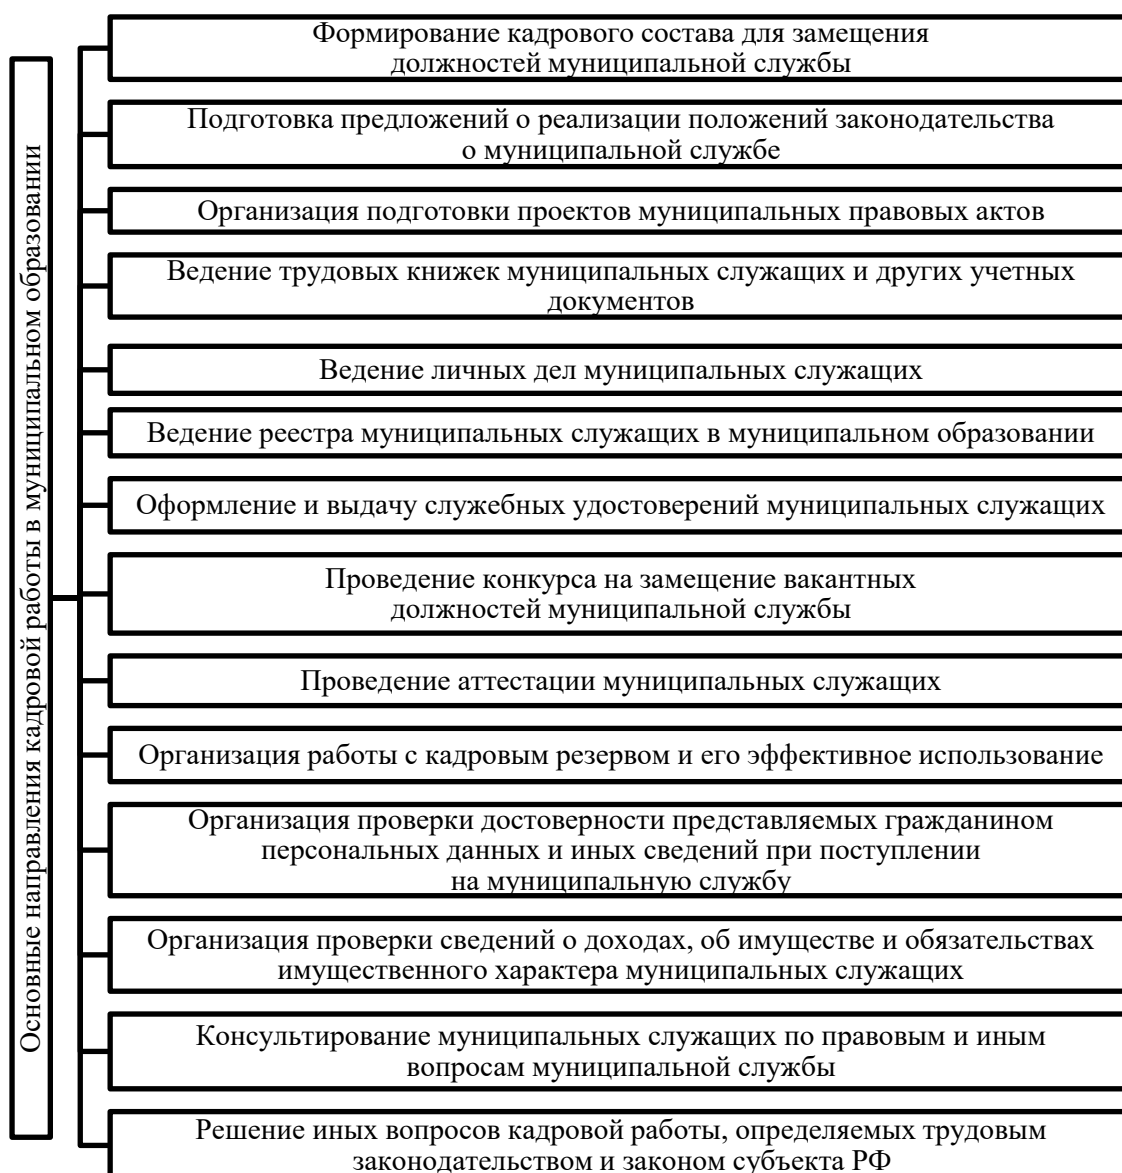 Основные направления кадровой работы в муниципальном образовании
Формирование кадрового состава для замещения
должностей муниципальной службы
Подготовка предложений о реализации положений законодательства
о муниципальной службе
Организация подготовки проектов муниципальных правовых актов
Ведение трудовых книжек муниципальных служащих и других учетных
документов
Ведение личных дел муниципальных служащих
Ведение реестра муниципальных служащих в муниципальном образовании
Оформление и выдачу служебных удостоверений муниципальных служащих
Проведение конкурса на замещение вакантных
должностей муниципальной службы
Проведение аттестации муниципальных служащих
Организация работы с кадровым резервом и его эффективное использование
Организация проверки достоверности представляемых гражданином
персональных данных и иных сведений при поступлении
на муниципальную службу
Организация проверки сведений о доходах, об имуществе и обязательствах
имущественного характера муниципальных служащих
Консультирование муниципальных служащих по правовым и иным
вопросам муниципальной службы
Решение иных вопросов кадровой работы, определяемых трудовым
законодательством и законом субъекта РФ